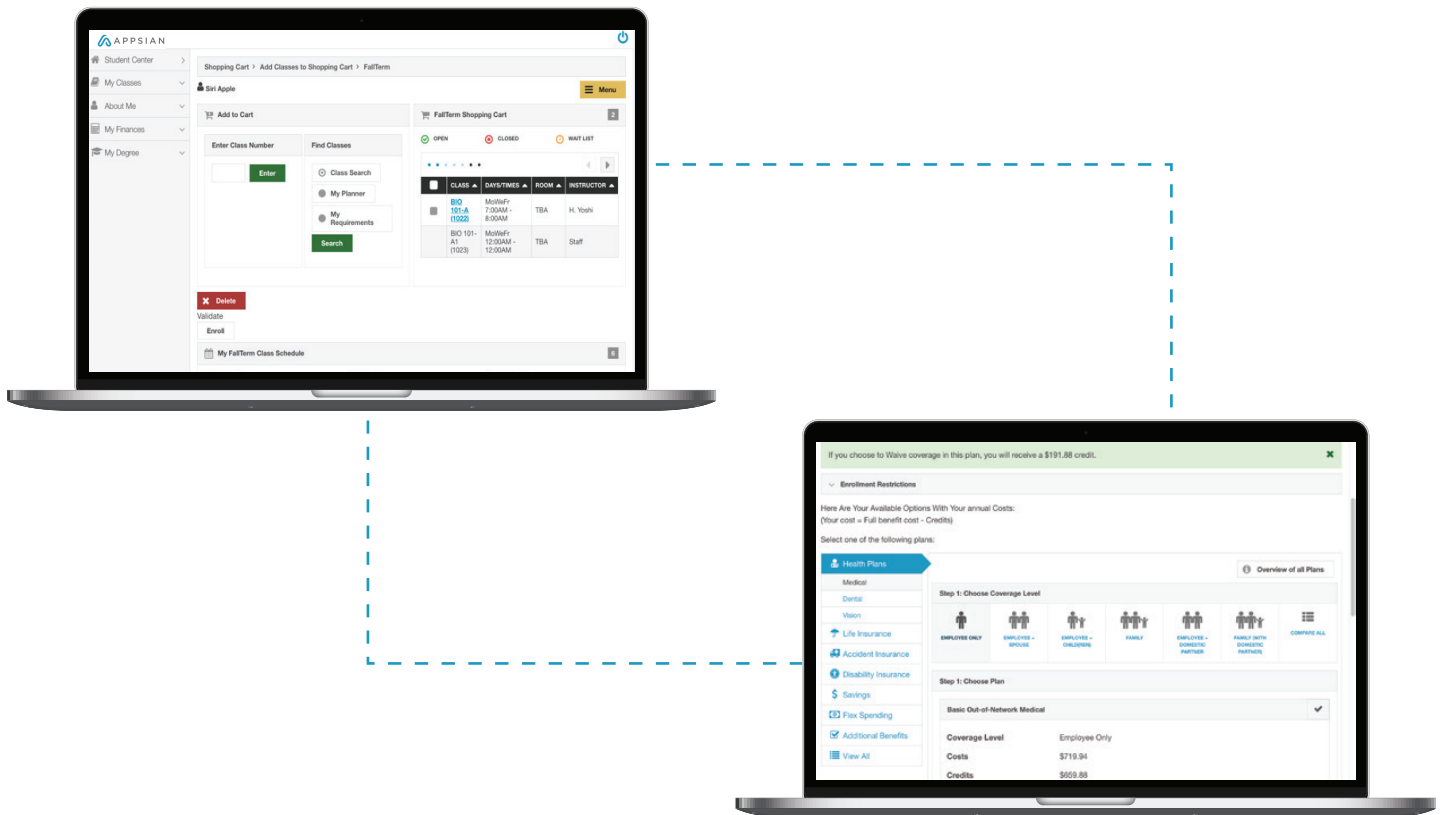 APPSIAN
Student Center
My Classes
About Me
My Finances
My Degree
Shopping Cart > Add Classes to Shopping Cart > FallTerm
Siri Apple
Menu
Add to Cart
Enter Class Number
Find Classes
Enter
Class Search
My Planner
My
Requirements
Search
FallTerm Shopping Cart
2
OPEN
CLOSED
WAIT LIST
CLASS
DAYS/TIMES
ROOM
INSTRUCTOR
BIO
101-A
(1022)
MoWeFr
7:00AM -
8:00AM
TBA
H. Yoshi
BIO 101-
A1
(1023)
MoWeFr
12:00AM -
12:00AM
TBA
Staff
Delete
Validate
Enroll
My FallTerm Class Schedule
6
If you choose to Waive coverage in this plan, you will receive a $191.88 credit.
Enrollment Restrictions
Here Are Your Available Options With Your annual Costs:
(Your cost = Full benefit cost - Credits)
Select one of the following plans:
Health Plans
Medical
Dental
Vision
Life Insurance
Accident Insurance
Disability Insurance
Savings
Flex Spending
Additional Benefits
View All
Overview of all Plans
Step 1: Choose Coverage Level
EMPLOYEE ONLY
EMPLOYEE +
SPOUSE
EMPLOYEE +
CHILD(REN)
FAMILY
EMPLOYEE +
DOMESTIC
PARTNER
FAMILY (WITH
DOMESTIC
PARTNER)
COMPARE ALL
Step 1: Choose Plan
Basic Out-of-Network Medical
Coverage Level Employee Only
Costs $719.94
Credits $659.88